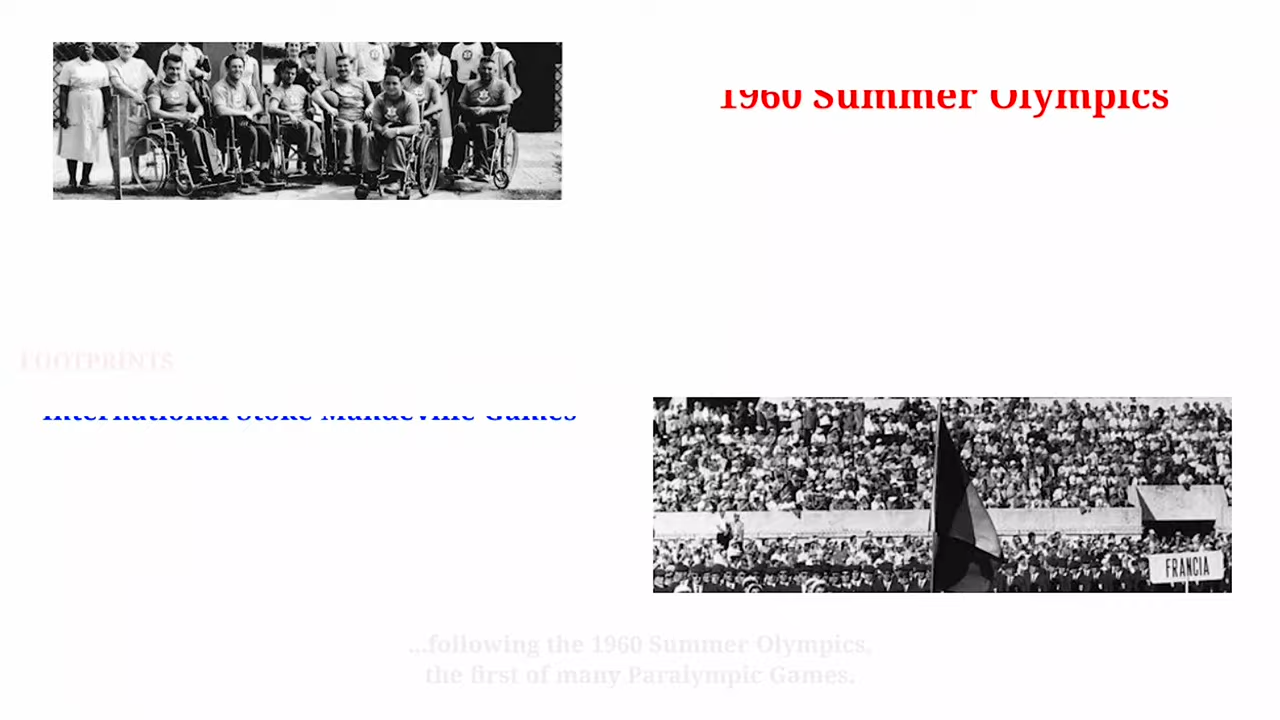 1960 Summer Olympics
FOOTPRINTS
International Stoke Mandeville Games
FRANCIA
...following the 1960 Summer Olympics,
the first of many Paralympic Games.